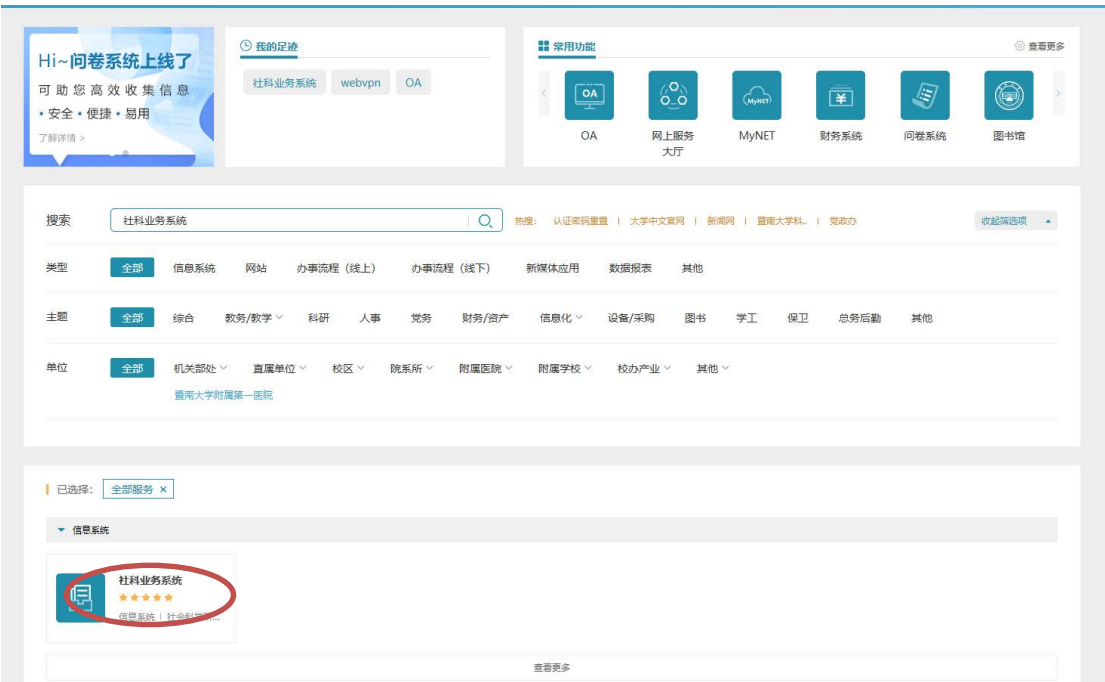 Hi~问卷系统上线了
可助您高效收集信息
•安全•便捷•易用
了解详情 >
我的足迹
社科业务系统 webvpn OA
常用功能 查看更多
OA
MyNET
OA 网上服务大厅 MyNET 财务系统 问卷系统 图书馆
搜索 社科业务系统 热搜： 认证密码重置 | 大学中文官网 | 新闻网 | 暨南大学科.. | 党政办 收起筛选项
类型 全部 信息系统 网站 办事流程（线上） 办事流程（线下） 新媒体应用 数据报表 其他
主题 全部 综合 教务/教学 科研 人事 党务 财务/资产 信息化 设备/采购 图书 学工 保卫 总务后勤 其他
单位 全部 机关部处 直属单位 校区 院系所 附属医院 附属学校 校办产业 其他
暨南大学附属第一医院
已选择： 全部服务 ×
信息系统
社科业务系统
信息系统 | 社会科学研...
查看更多